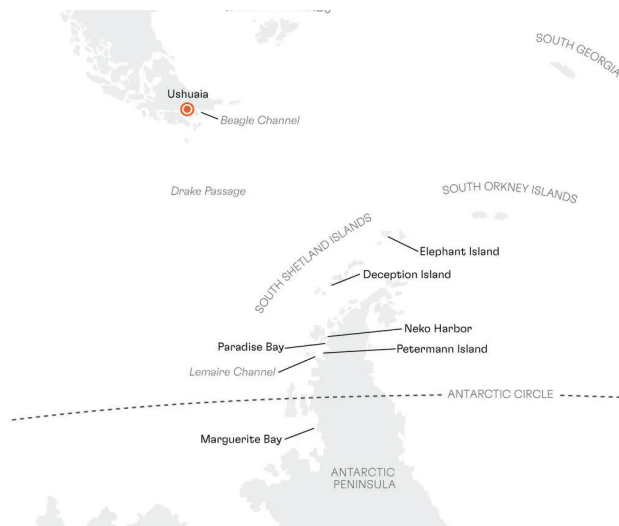 SOUTH GEORGIA
Ushuaia
Beagle Channel
Drake Passage
SOUTH ORKNEY ISLANDS
SOUTH SHETLAND ISLANDS
Elephant Island
Deception Island
Neko Harbor
Paradise Bay
Petermann Island
Lemaire Channel
ANTARCTIC CIRCLE
Marguerite Bay
ANTARCTIC
PENINSULA